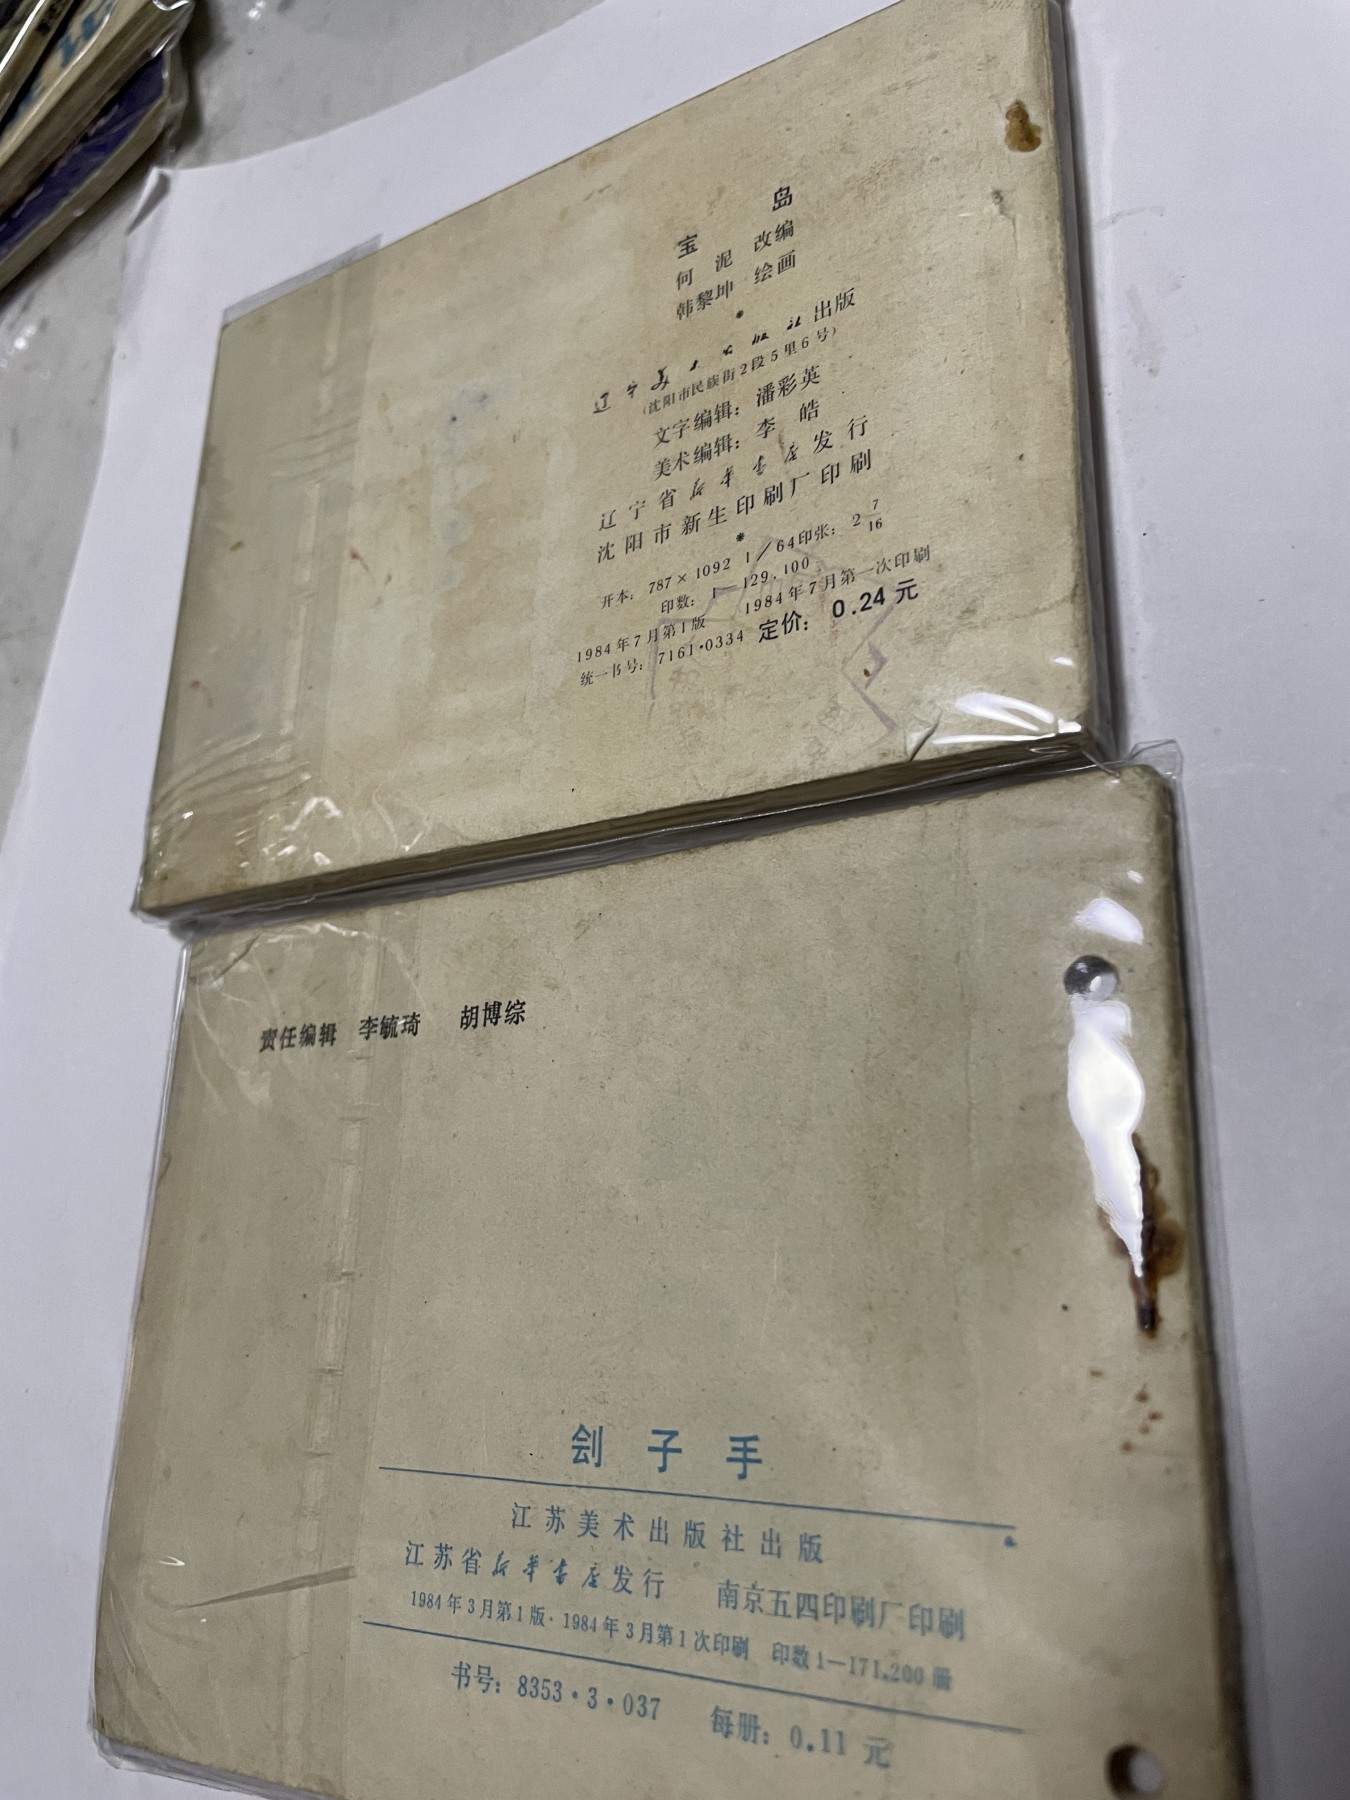 宝 岛
何 泥 改编
韩黎坤 绘画
辽宁美术出版社出版
(沈阳市民族街2段5里6号)
文字编辑：潘彩英
美术编辑：李 皓
辽宁省新华书店发行
沈阳市新生印刷厂印刷
开本：787×1092 1／64印张：2 7/16
印数：1—129,100
1984年7月第1版 1984年7月第一次印刷
统一书号：7161·0334 定价：0.24元
责任编辑 李毓琦 胡博综
刽子手
江苏美术出版社出版
江苏省新华书店发行 南京五四印刷厂印刷
1984年3月第1版·1984年3月第1次印刷 印数1—171,200册
书号：8353·3·037 每册：0.11元